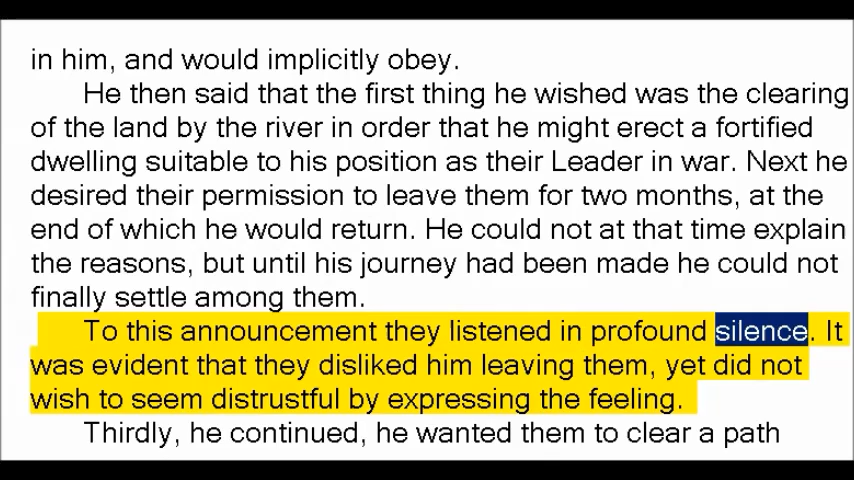 in him, and would implicitly obey.
He then said that the first thing he wished was the clearing
of the land by the river in order that he might erect a fortified
dwelling suitable to his position as their Leader in war. Next he
desired their permission to leave them for two months, at the
end of which he would return. He could not at that time explain
the reasons, but until his journey had been made he could not
finally settle among them.
To this announcement they listened in profound silence. It
was evident that they disliked him leaving them, yet did not
wish to seem distrustful by expressing the feeling.
Thirdly, he continued, he wanted them to clear a path